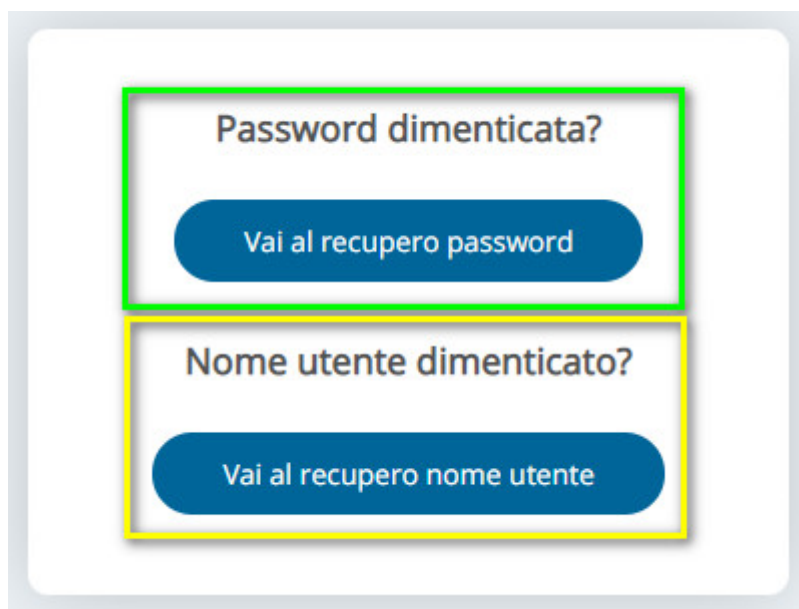 Password dimenticata?
Vai al recupero password
Nome utente dimenticato?
Vai al recupero nome utente